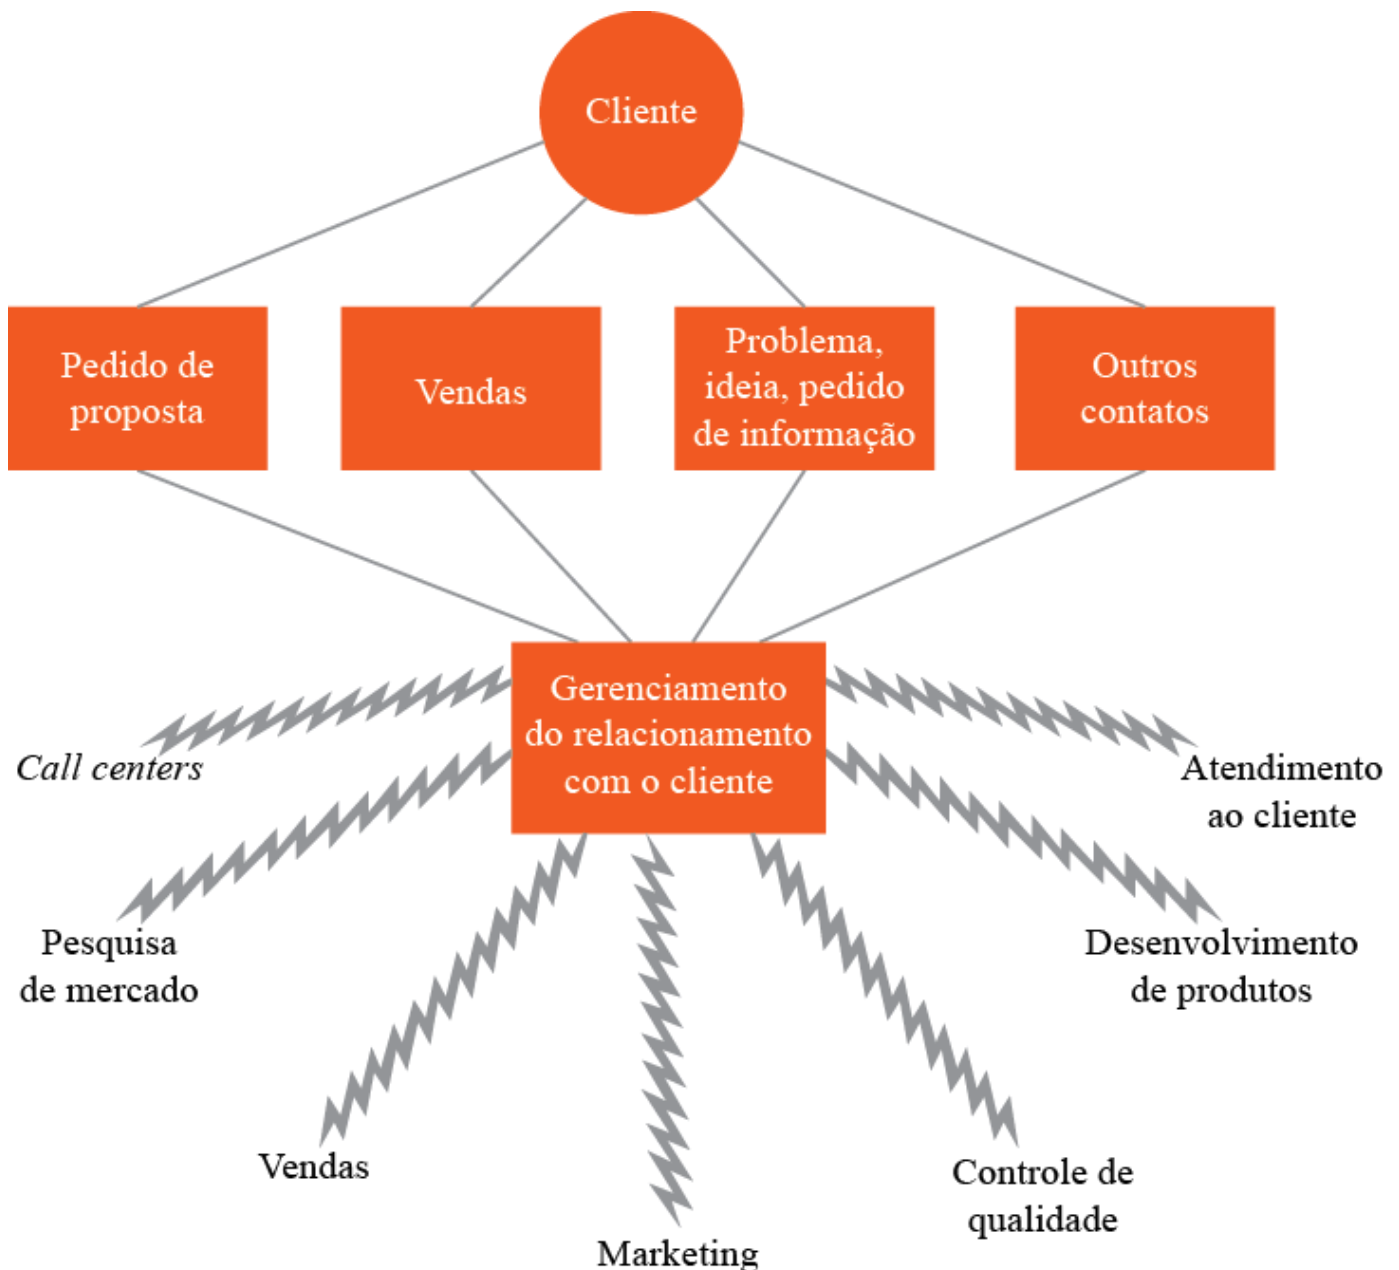 Cliente
Pedido de
proposta
Vendas
Problema,
ideia, pedido
de informação
Outros
contatos
Gerenciamento
do relacionamento
com o cliente
Call centers
Atendimento
ao cliente
Pesquisa
de mercado
Desenvolvimento
de produtos
Vendas
Controle de
qualidade
Marketing